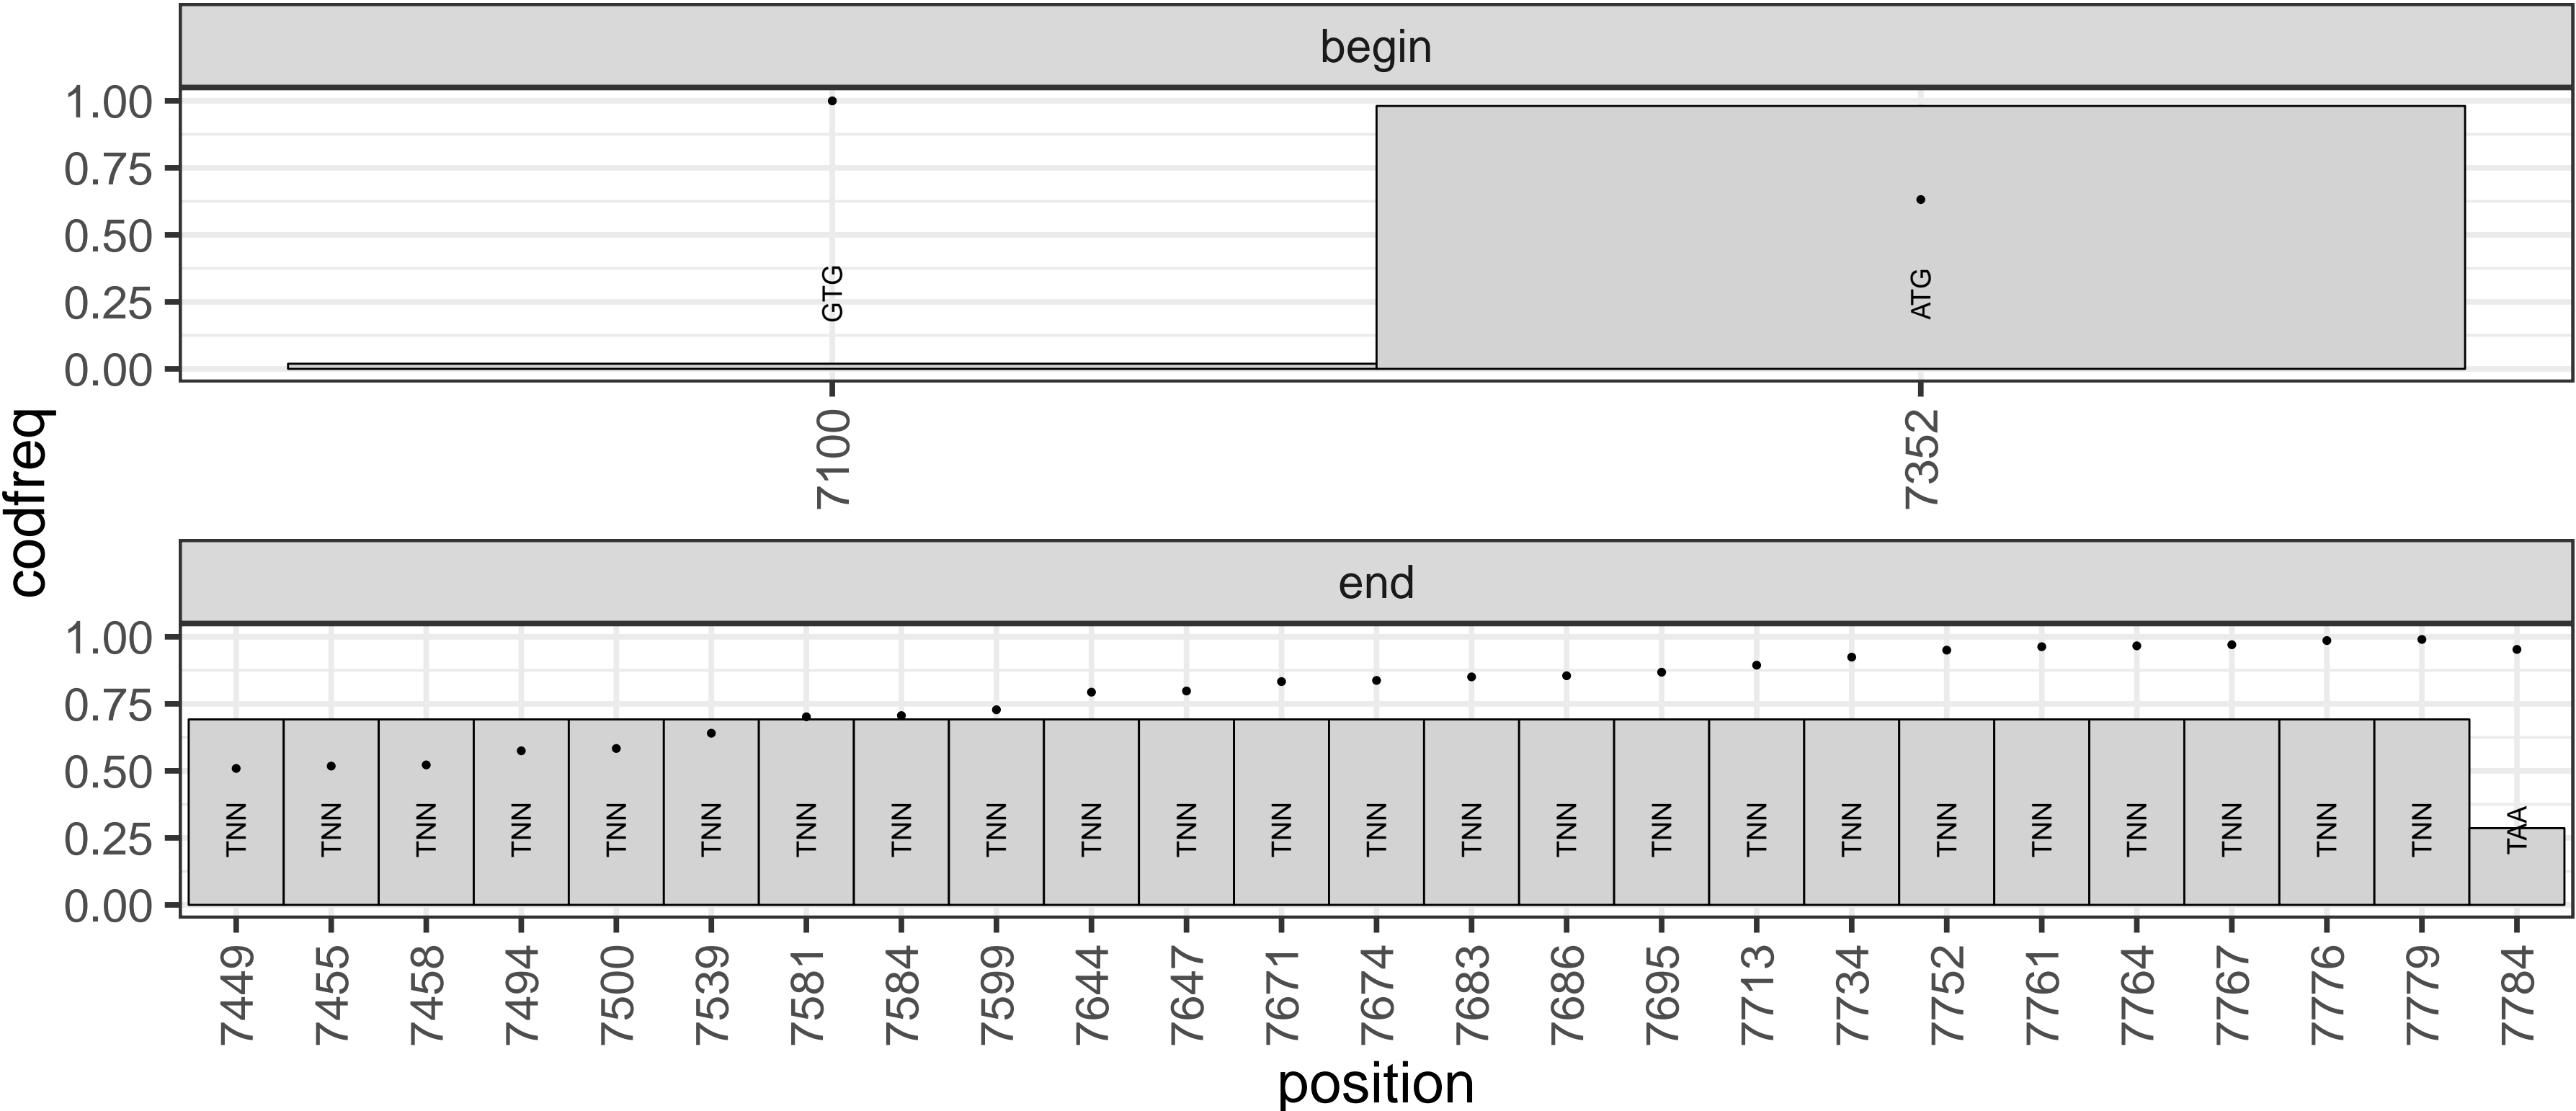 begin
1.00
0.75
0.50
0.25
0.00
GTG
ATG
7100
7352
codfreq
end
1.00
0.75
0.50
0.25
0.00
TNN TNN TNN TNN TNN TNN TNN TNN TNN TNN TNN TNN TNN TNN TNN TNN TNN TNN TNN TNN TNN TNN TNN TNN TAA
7449 7455 7458 7494 7500 7539 7581 7584 7599 7644 7647 7671 7674 7683 7686 7695 7713 7734 7752 7761 7764 7767 7776 7779 7784
position